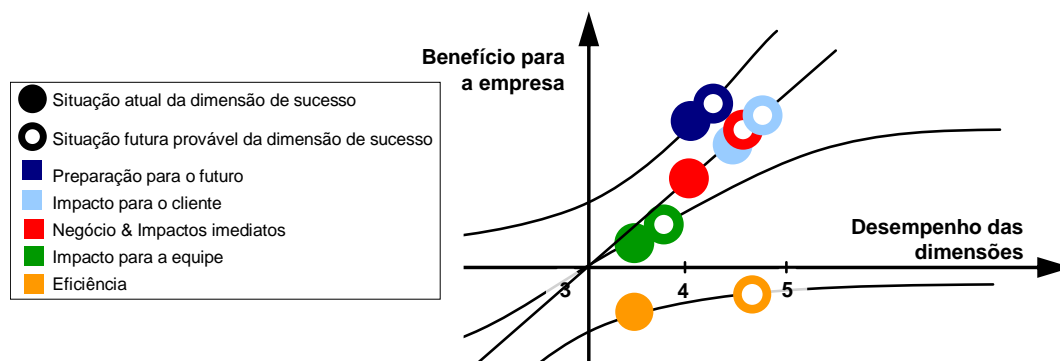 Benefício para
a empresa
Situação atual da dimensão de sucesso
Situação futura provável da dimensão de sucesso
Preparação para o futuro
Impacto para o cliente
Negócio & Impactos imediatos
Impacto para a equipe
Eficiência
Desempenho das
dimensões
3 4 5